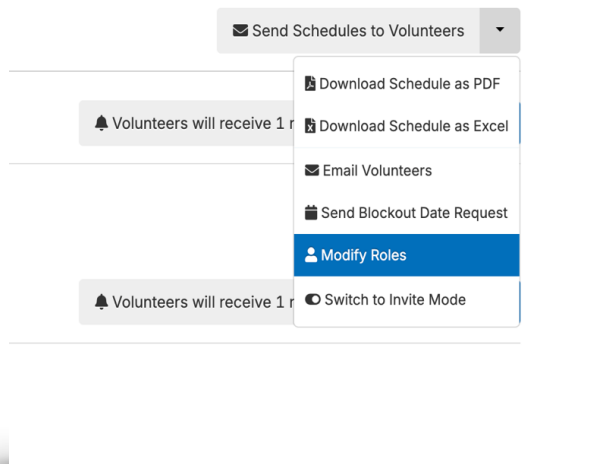 Send Schedules to Volunteers
Download Schedule as PDF
Volunteers will receive 1 r
Download Schedule as Excel
Email Volunteers
Send Blockout Date Request
Modify Roles
Volunteers will receive 1 r
Switch to Invite Mode